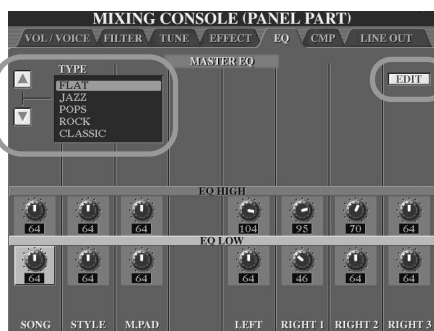 MIXING CONSOLE (PANEL PART)
VOL / VOICE FILTER TUNE EFFECT EQ CMP LINE OUT
MASTER EQ
TYPE
EDIT
FLAT
JAZZ
POPS
ROCK
CLASSIC
EQ HIGH
64 64 64 104 95 70 64
EQ LOW
64 64 64 64 46 64 64
SONG STYLE M.PAD LEFT RIGHT 1 RIGHT 2 RIGHT 3